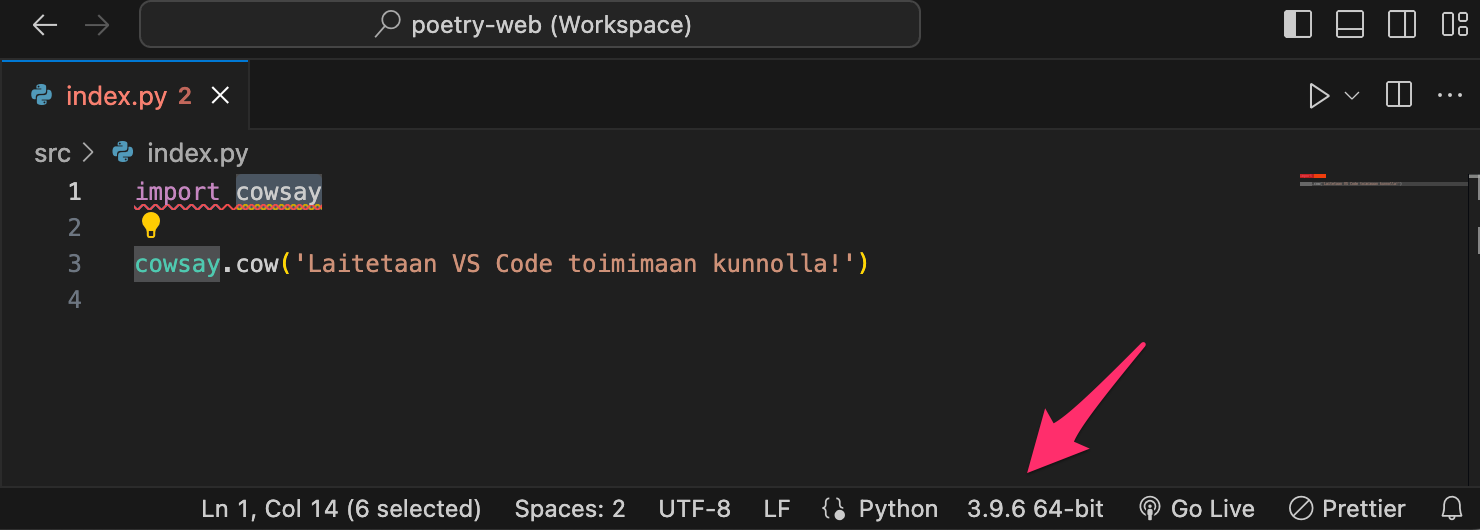 poetry-web (Workspace)
index.py 2
src > index.py
1 import cowsay
2
3 cowsay.cow('Laitetaan VS Code toimimaan kunnolla!')
4
Ln 1, Col 14 (6 selected) Spaces: 2 UTF-8 LF Python 3.9.6 64-bit Go Live Prettier